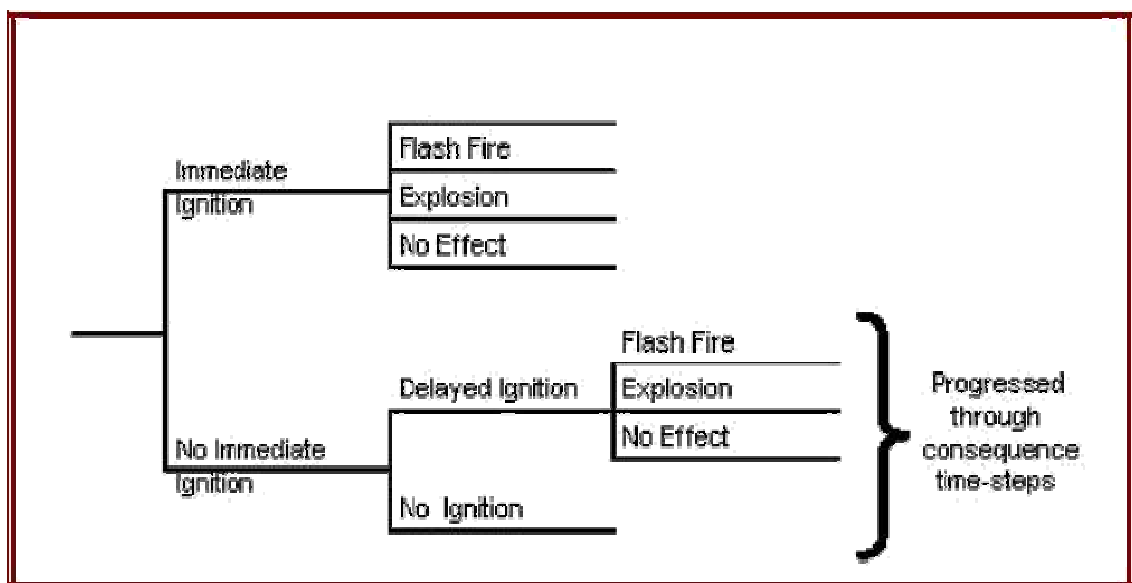 Immediate
Ignition
Flash Fire
Explosion
No Effect
No Immediate
Ignition
Delayed Ignition
Flash Fire
Explosion
No Effect
No Ignition
Progressed
through
consequence
time-steps